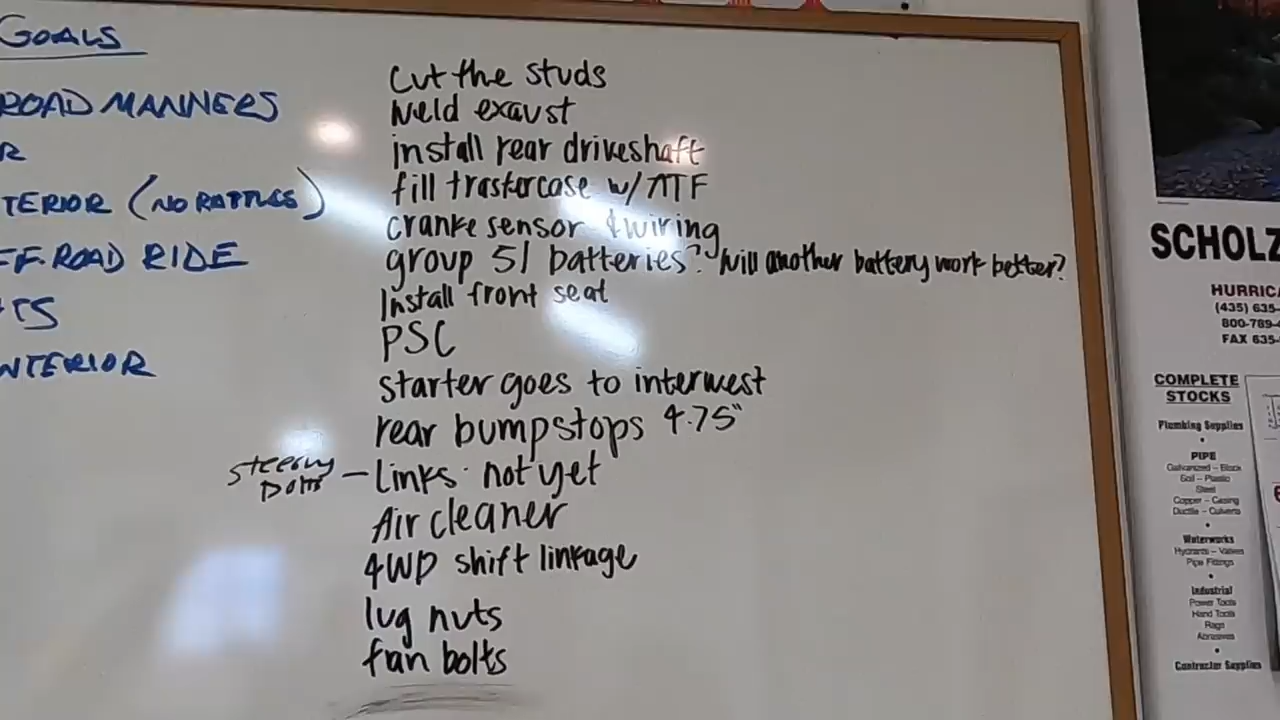 GOALS
ROAD MANNERS
R
TERIOR (NO RATTLES)
FF-ROAD RIDE
TS
NTERIOR
cut the studs
weld exaust
install rear driveshaft
fill trasfercase w/ ATF
cranke sensor & wiring
group 51 batteries? will another battery work better?
Install front seat
PSC
starter goes to interwest
rear bumpstops 4.75"
steering
— Links not yet
Air cleaner
4WD shift linkage
lug nuts
fan bolts
SCHOLZ
HURRICA
(435) 635-
800-789-
FAX 635-
COMPLETE
STOCKS
Plumbing Supplies
PIPE
Galvanized – Black
Soil – Plastic
Steel
Copper – Casing
Ductile – Culverts
Waterworks
Hydrants – Valves
Pipe Fittings
Industrial
Power Tools
Hand Tools
Rags
Abrasives
Contractor Supplies